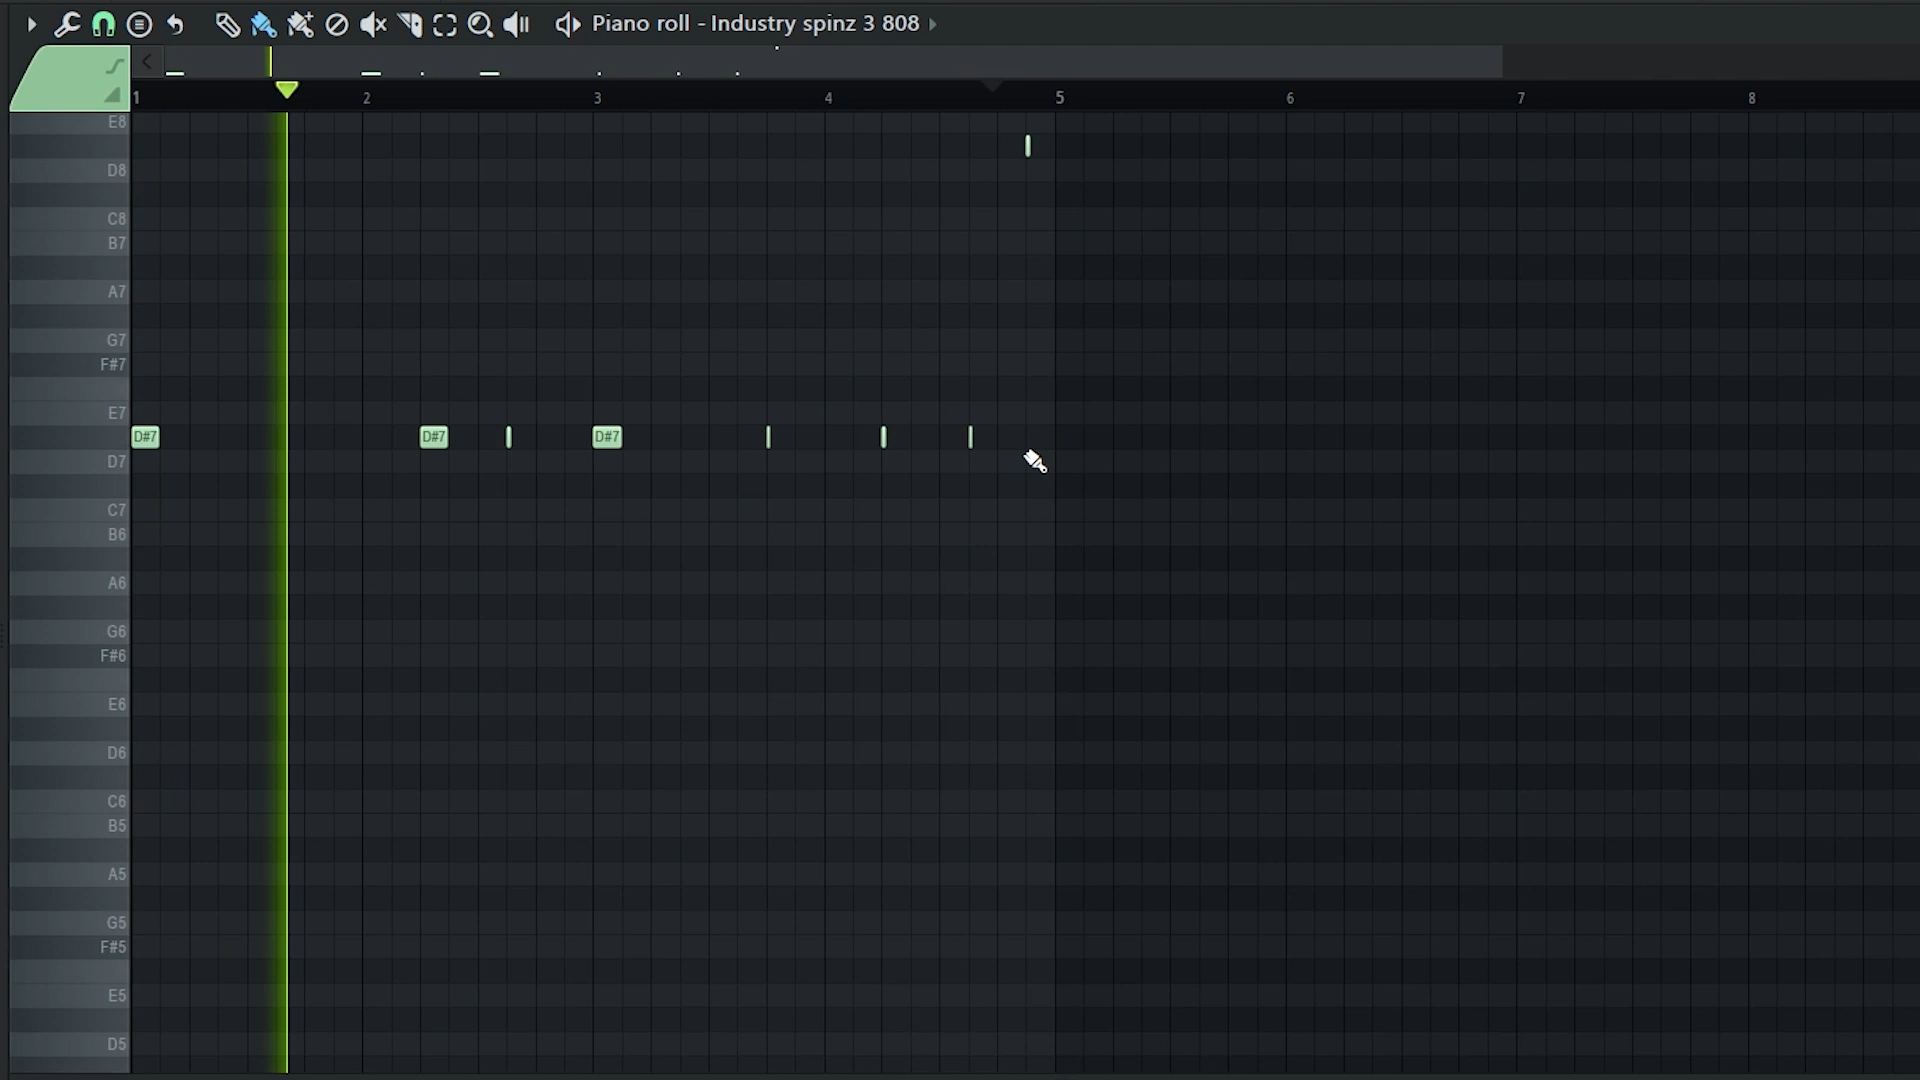 Piano roll - Industry spinz 3 808
1 2 3 4 5 6 7 8
E8
D8
C8
B7
A7
G7
F#7
E7
D#7 D#7 D#7
D7
C7
B6
A6
G6
F#6
E6
D6
C6
B5
A5
G5
F#5
E5
D5